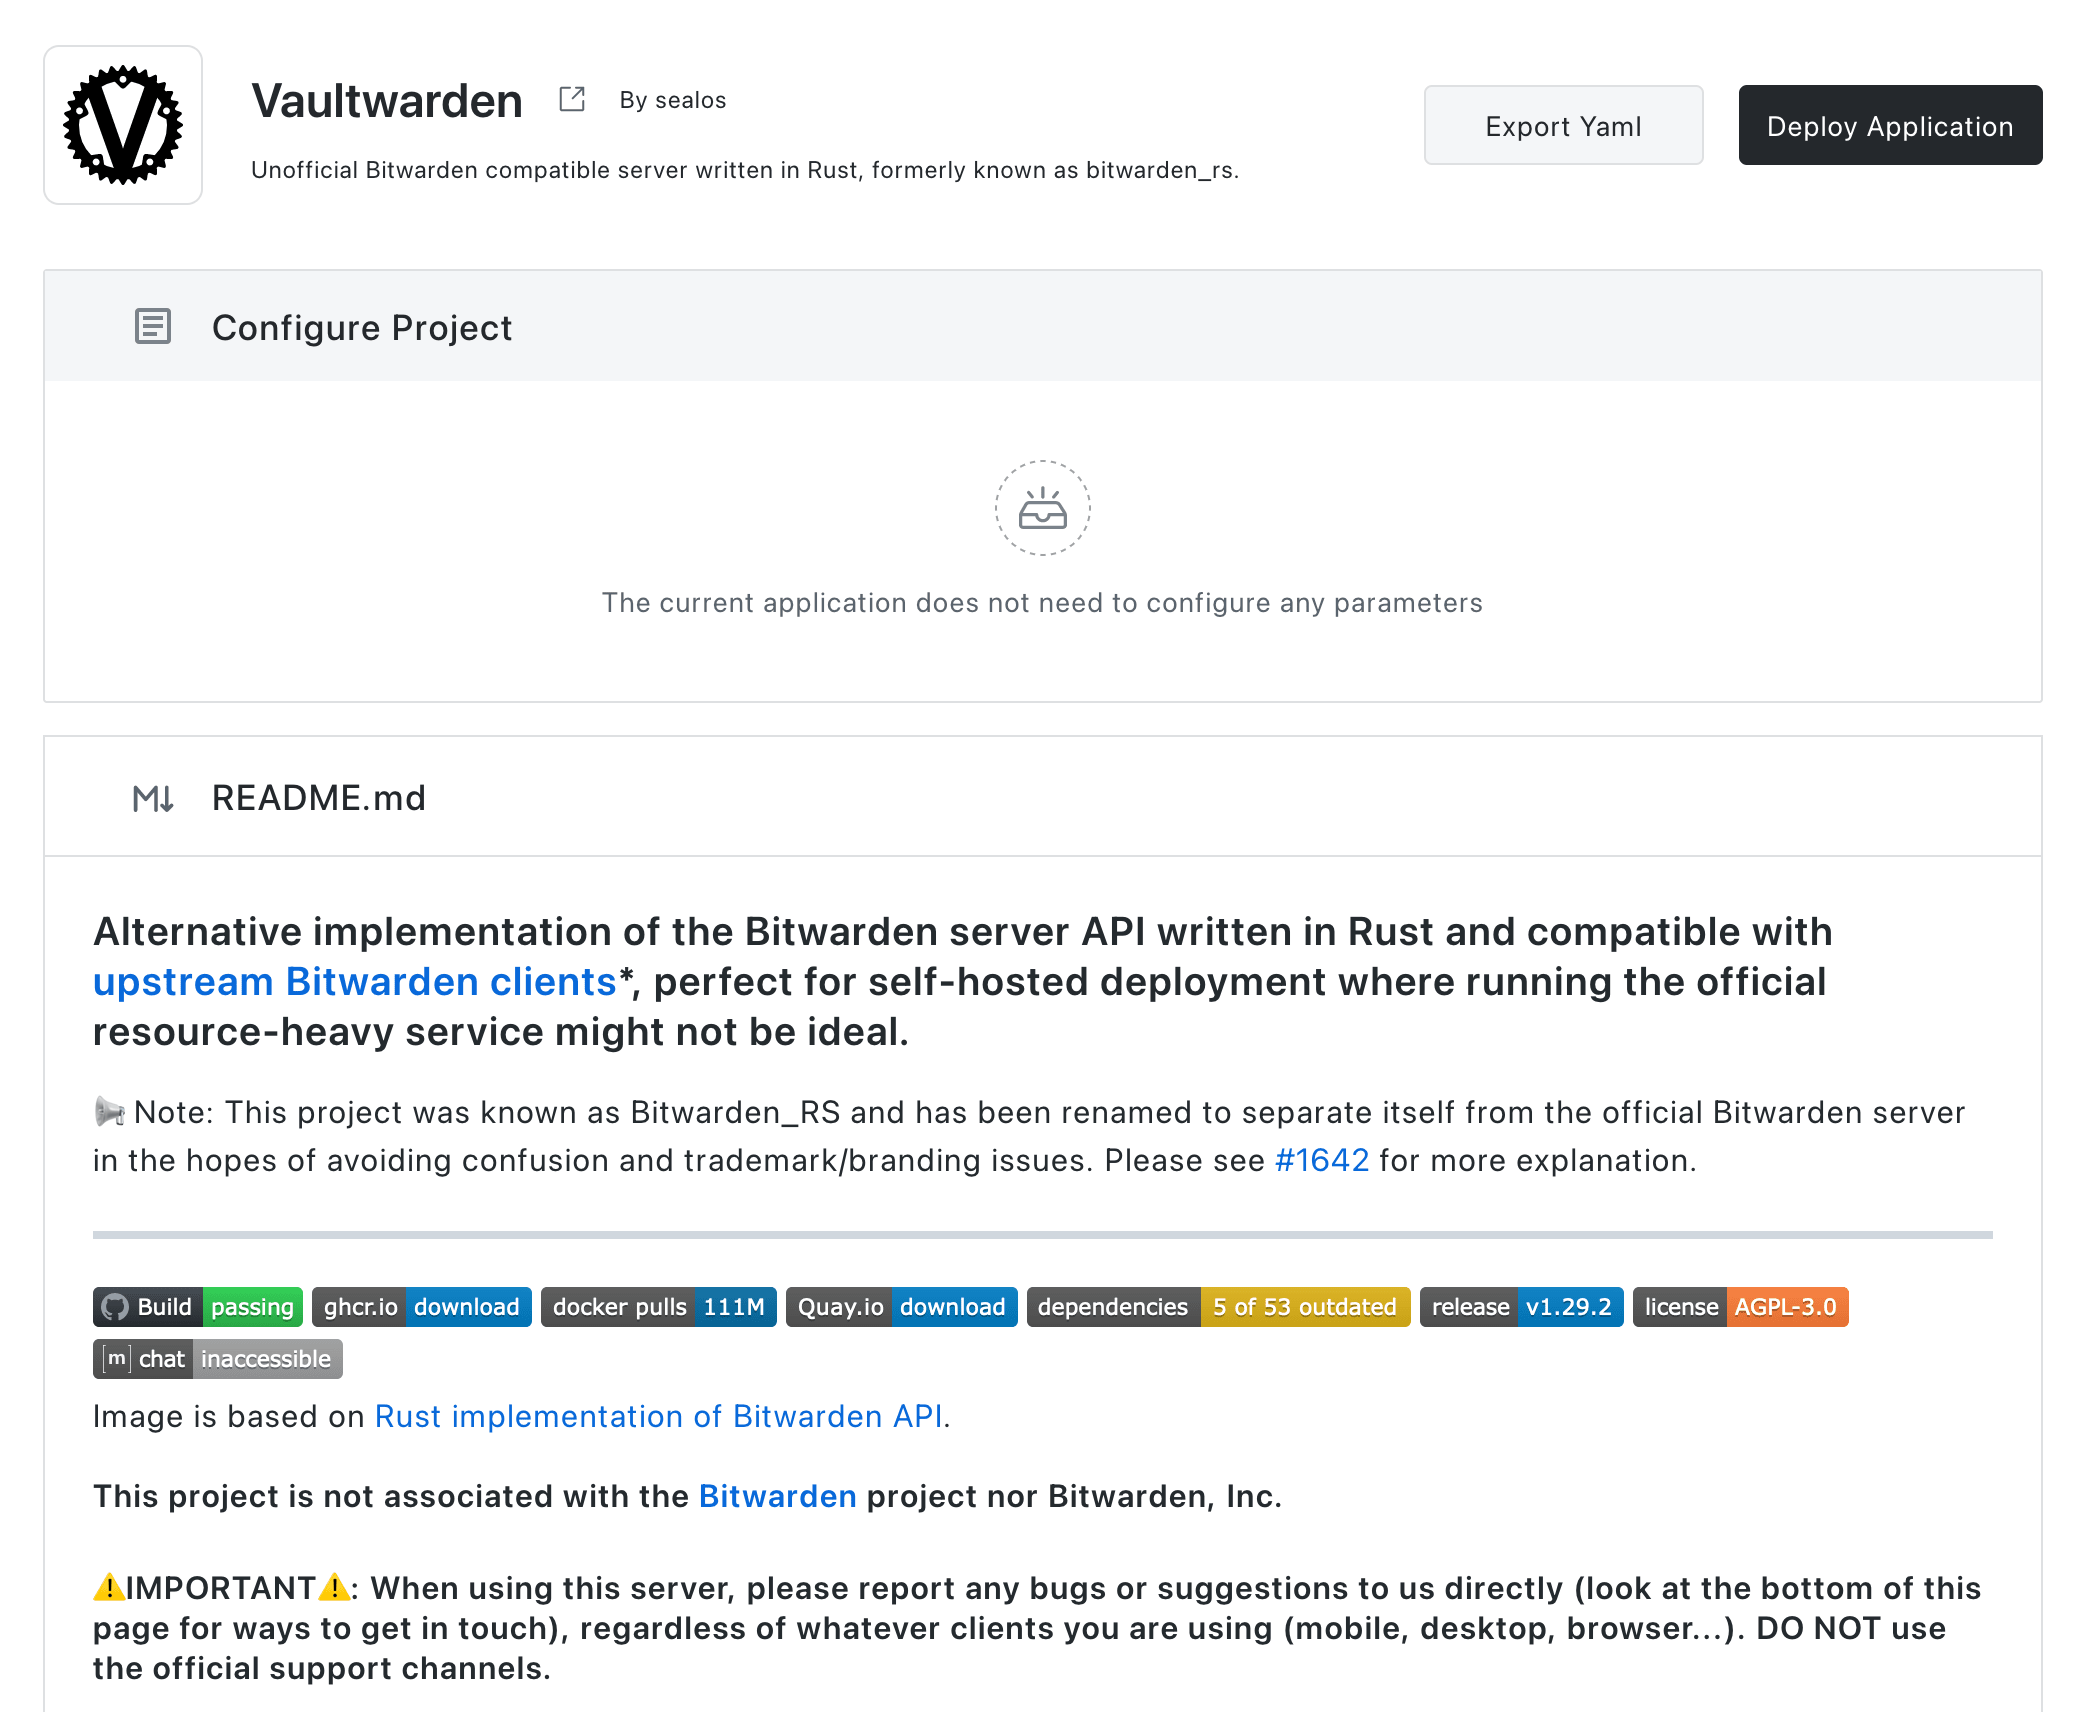 Vaultwarden
By sealos
Export Yaml
Deploy Application
Unofficial Bitwarden compatible server written in Rust, formerly known as bitwarden_rs.
Configure Project
The current application does not need to configure any parameters
README.md
Alternative implementation of the Bitwarden server API written in Rust and compatible with
upstream Bitwarden clients*, perfect for self-hosted deployment where running the official
resource-heavy service might not be ideal.
📢 Note: This project was known as Bitwarden_RS and has been renamed to separate itself from the official Bitwarden server
in the hopes of avoiding confusion and trademark/branding issues. Please see #1642 for more explanation.
Build passing ghcr.io download docker pulls 111M Quay.io download dependencies 5 of 53 outdated release v1.29.2 license AGPL-3.0
[m] chat inaccessible
Image is based on Rust implementation of Bitwarden API.
This project is not associated with the Bitwarden project nor Bitwarden, Inc.
⚠️IMPORTANT⚠️: When using this server, please report any bugs or suggestions to us directly (look at the bottom of this
page for ways to get in touch), regardless of whatever clients you are using (mobile, desktop, browser...). DO NOT use
the official support channels.